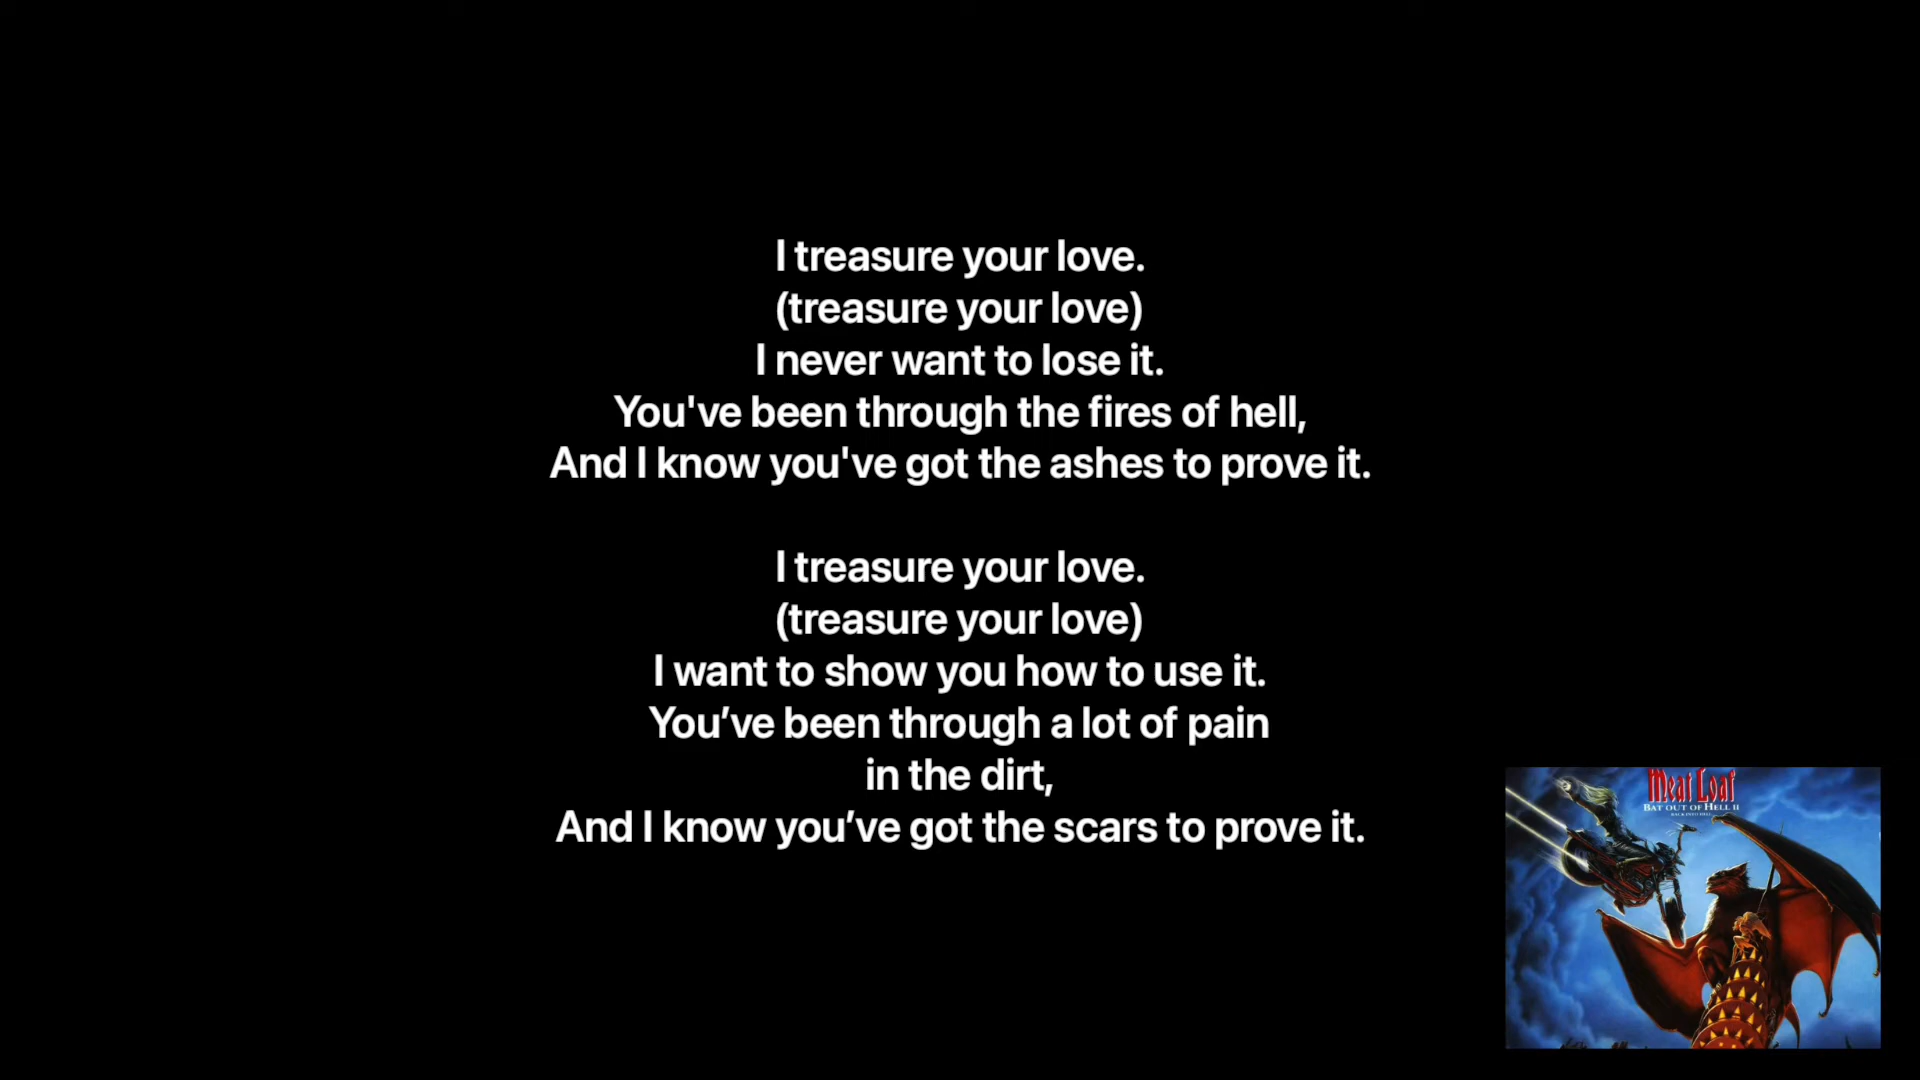 I treasure your love.
(treasure your love)
I never want to lose it.
You've been through the fires of hell,
And I know you've got the ashes to prove it.
I treasure your love.
(treasure your love)
I want to show you how to use it.
You’ve been through a lot of pain
in the dirt,
And I know you’ve got the scars to prove it.
Meat Loaf
BAT OUT OF HELL II
BACK INTO HELL